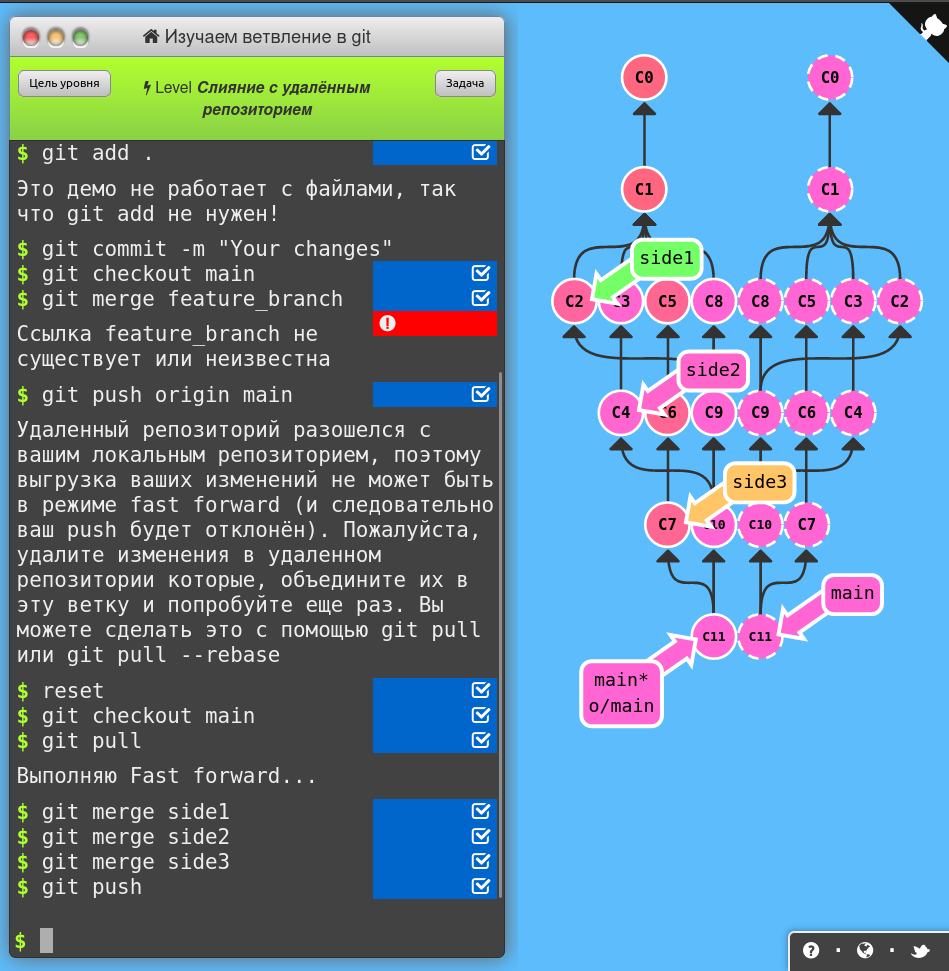 Изучаем ветвление в git
Цель уровня
Level Слияние с удалённым
репозиторием
Задача
$ git add .
Это демо не работает с файлами, так
что git add не нужен!
$ git commit -m "Your changes"
$ git checkout main
$ git merge feature_branch
Ссылка feature_branch не
существует или неизвестна
$ git push origin main
Удаленный репозиторий разошелся с
вашим локальным репозиторием, поэтому
выгрузка ваших изменений не может быть
в режиме fast forward (и следовательно
ваш push будет отклонён). Пожалуйста,
удалите изменения в удаленном
репозитории которые, объедините их в
эту ветку и попробуйте еще раз. Вы
можете сделать это с помощью git pull
или git pull --rebase
$ reset
$ git checkout main
$ git pull
Выполняю Fast forward...
$ git merge side1
$ git merge side2
$ git merge side3
$ git push
$
C0 C0
C1 C1
side1
C2 C3 C5 C8 C8 C5 C3 C2
side2
C4 C6 C9 C9 C6 C4
side3
C7 C10 C10 C7
main
C11 C11
main*
o/main